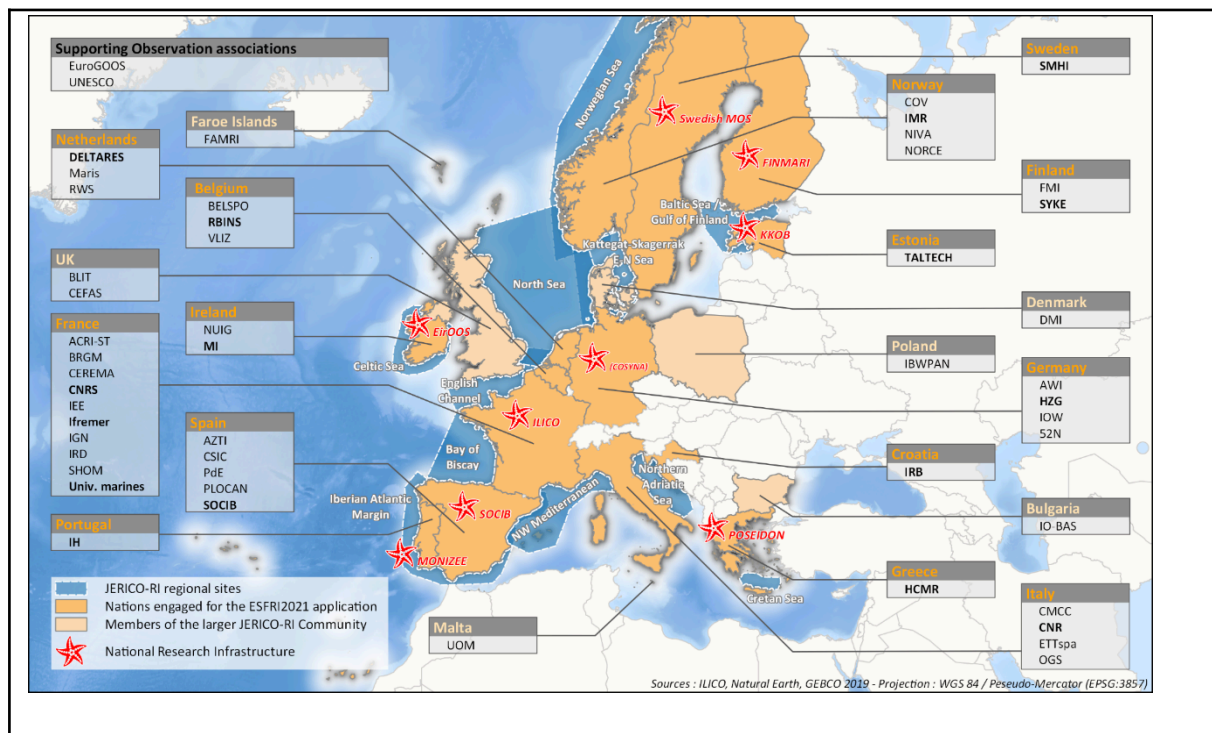 Supporting Observation associations
EuroGOOS
UNESCO
Faroe Islands
FAMRI
Netherlands
DELTARES
Maris
RWS
Belgium
BELSPO
RBINS
VLIZ
UK
BLIT
CEFAS
Ireland
NUIG
MI
France
ACRI-ST
BRGM
CEREMA
CNRS
IEE
Ifremer
IGN
IRD
SHOM
Univ. marines
Spain
AZTI
CSIC
PdE
PLOCAN
SOCIB
Portugal
IH
Norwegian Sea
Swedish MOS
FINMARI
Baltic Sea /
Gulf of Finland
KKOB
Kattegat-Skagerrak
E N Sea
North Sea
EirOOS
Celtic Sea
(COSYNA)
English
Channel
ILICO
Bay of
Biscay
Northern
Adriatic
Sea
Iberian Atlantic
Margin
SOCIB
NW Mediterranean
MONIZEE
POSEIDON
Cretan Sea
Sweden
SMHI
Norway
COV
IMR
NIVA
NORCE
Finland
FMI
SYKE
Estonia
TALTECH
Denmark
DMI
Poland
IBWPAN
Germany
AWI
HZG
IOW
52N
Croatia
IRB
Bulgaria
IO-BAS
Greece
HCMR
Italy
CMCC
CNR
ETTspa
OGS
Malta
UOM
JERICO-RI regional sites
Nations engaged for the ESFRI2021 application
Members of the larger JERICO-RI Community
National Research Infrastructure
Sources : ILICO, Natural Earth, GEBCO 2019 - Projection : WGS 84 / Peseudo-Mercator (EPSG:3857)